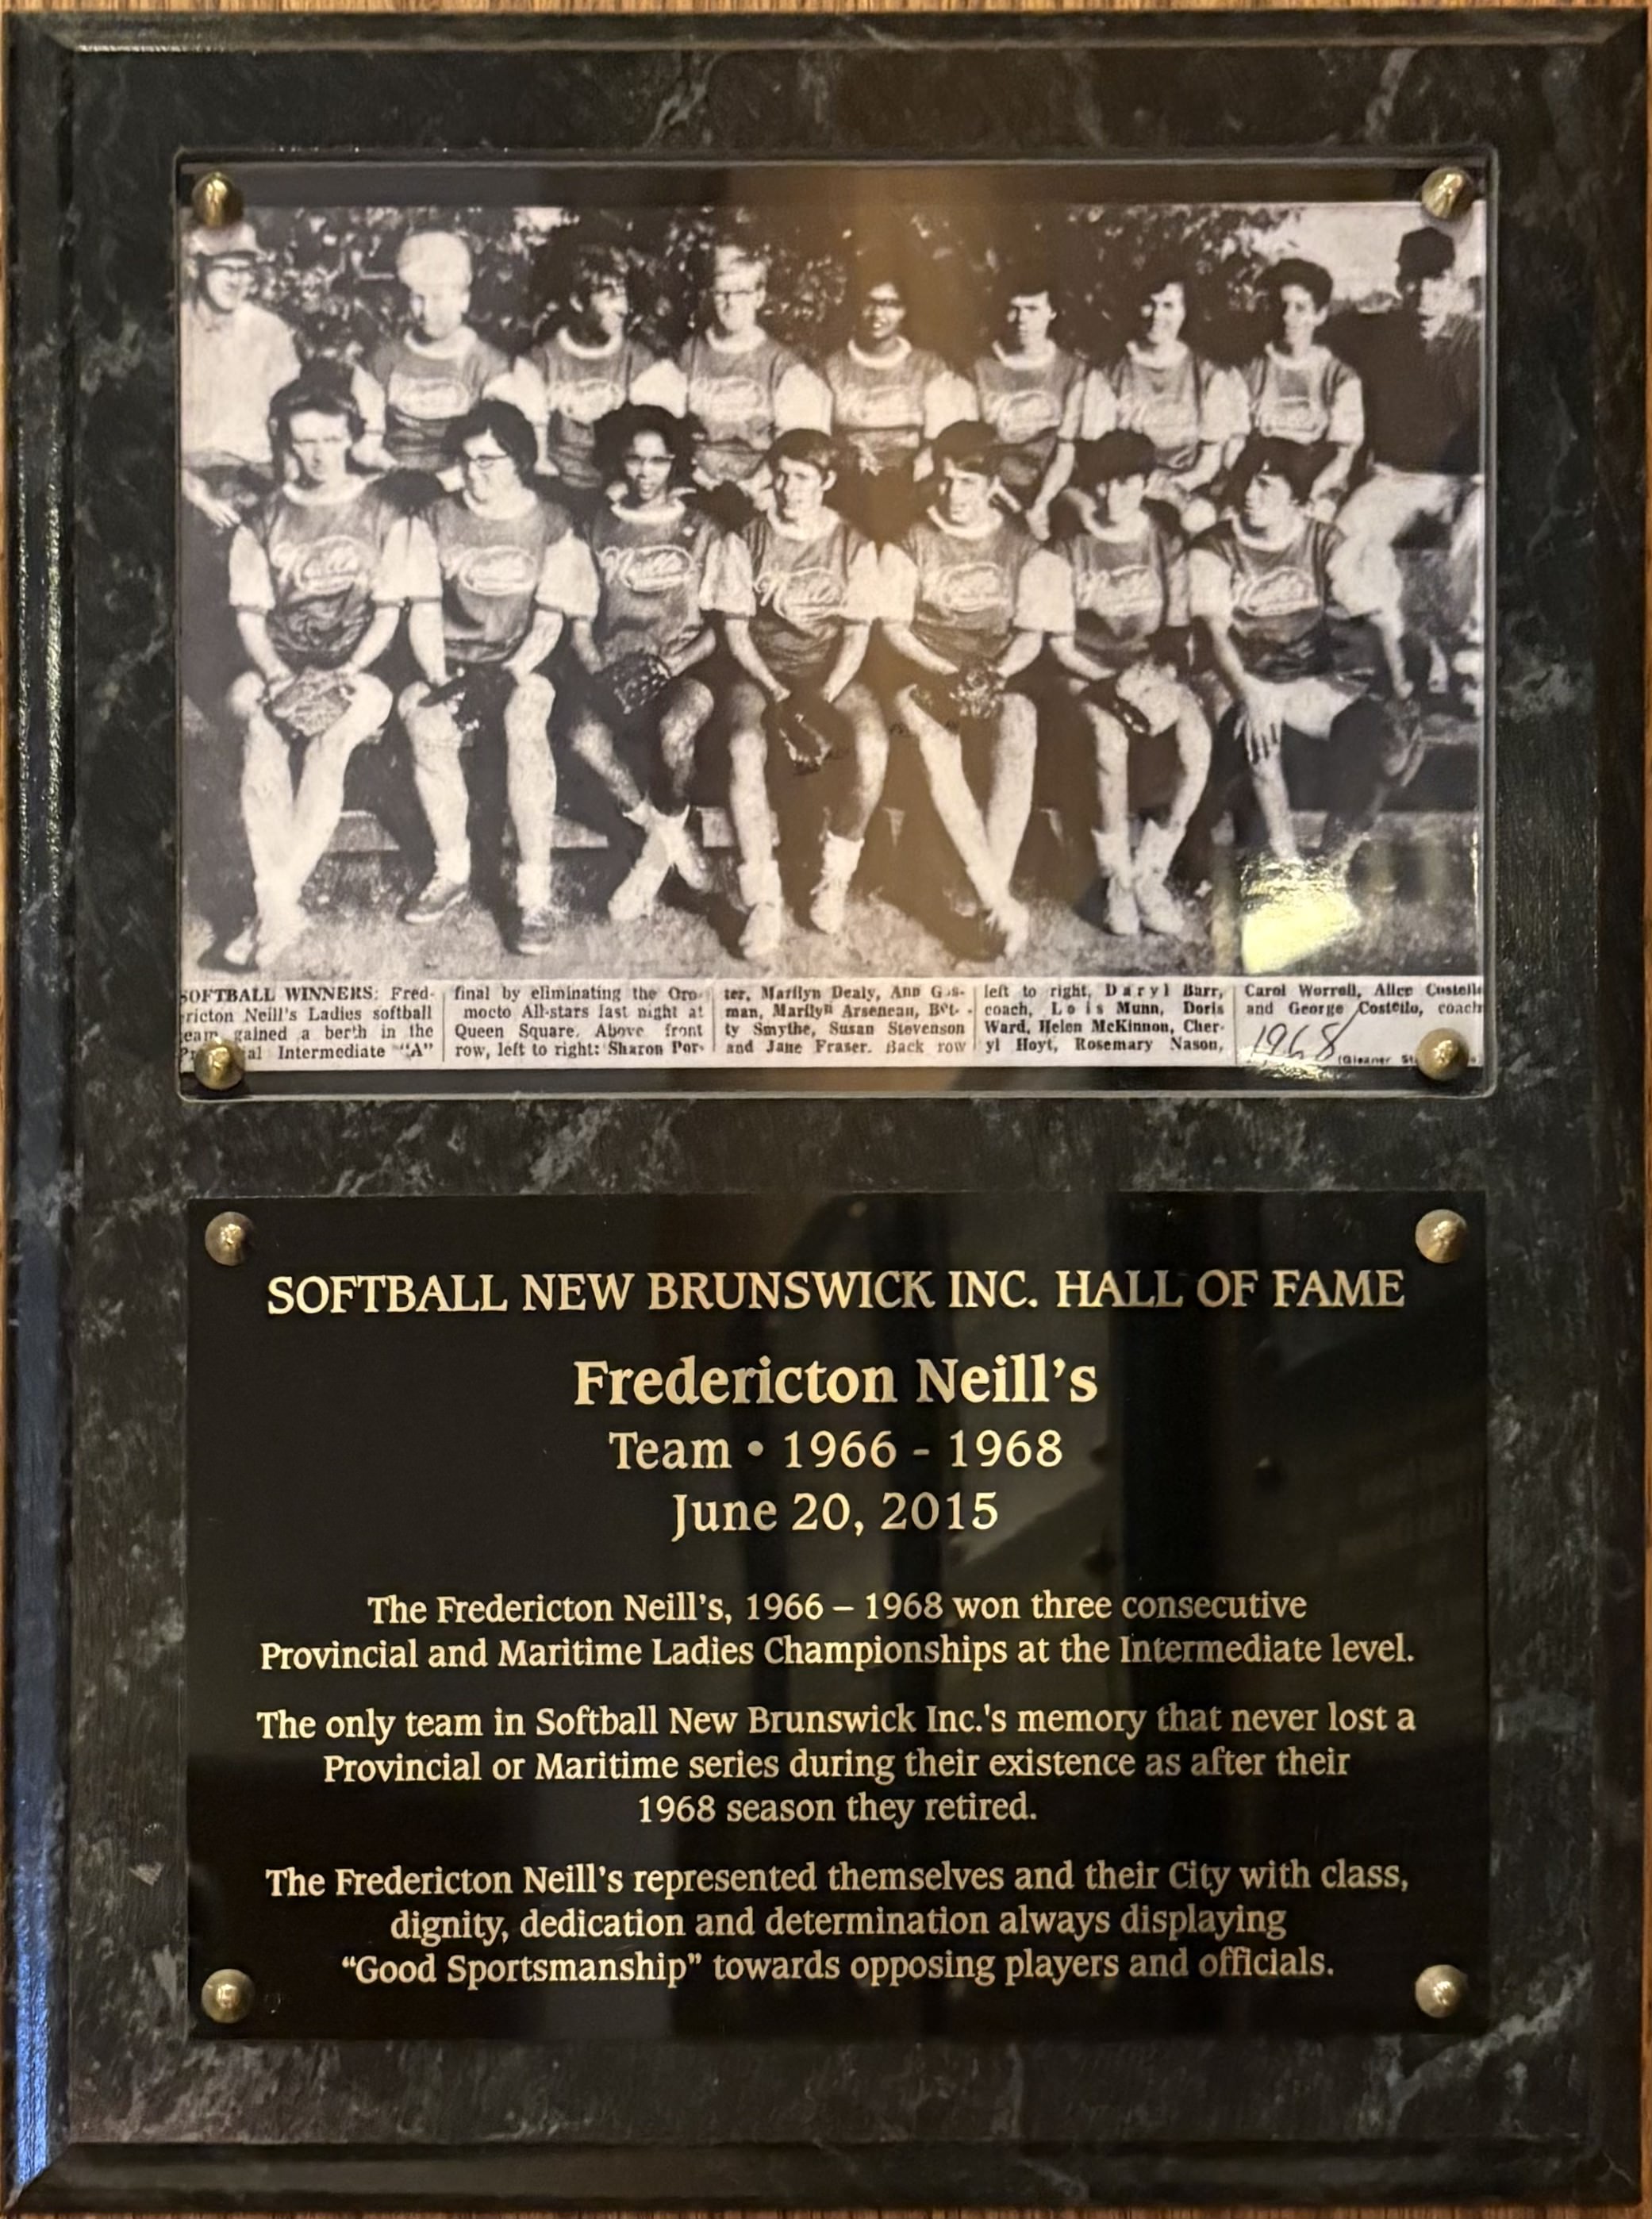 Neill's
SOFTBALL WINNERS: Fred-
ricton Neill's Ladies softball
team gained a berth in the
Intermediate "A"
final by eliminating the Oro-
mocto All-stars last night at
Queen Square. Above front
row, left to right: Sharon Por-
ter, Marilyn Dealy, Ann Gos-
man, Marilyn Arsenean, Bet-
ty Smythe, Susan Stevenson
and Jane Fraser. Back row
left to right, Daryl Barr,
coach, Lois Munn, Doris
Ward, Helen McKinnon, Cher-
yl Hoyt, Rosemary Nason,
Carol Worrell, Alice Costello
and George Costello, coach
1968
(Gleaner
SOFTBALL NEW BRUNSWICK INC. HALL OF FAME
Fredericton Neill's
Team • 1966 - 1968
June 20, 2015
The Fredericton Neill's, 1966 – 1968 won three consecutive
Provincial and Maritime Ladies Championships at the Intermediate level.
The only team in Softball New Brunswick Inc.'s memory that never lost a
Provincial or Maritime series during their existence as after their
1968 season they retired.
The Fredericton Neill's represented themselves and their City with class,
dignity, dedication and determination always displaying
“Good Sportsmanship” towards opposing players and officials.